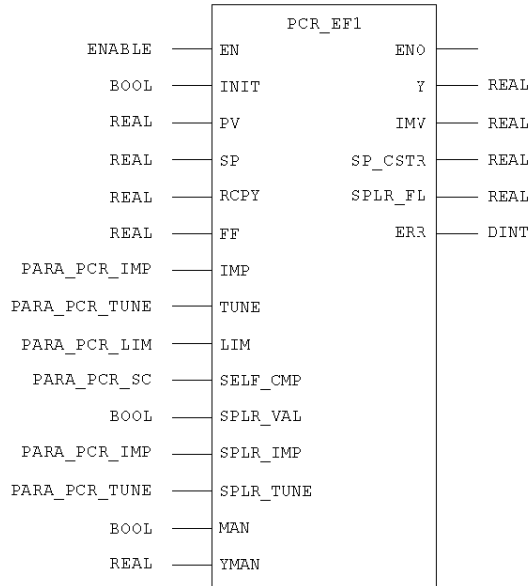 PCR_EF1
ENABLE EN ENO
BOOL INIT Y REAL
REAL PV IMV REAL
REAL SP SP_CSTR REAL
REAL RCPY SPLR_FL REAL
REAL FF ERR DINT
PARA_PCR_IMP IMP
PARA_PCR_TUNE TUNE
PARA_PCR_LIM LIM
PARA_PCR_SC SELF_CMP
BOOL SPLR_VAL
PARA_PCR_IMP SPLR_IMP
PARA_PCR_TUNE SPLR_TUNE
BOOL MAN
REAL YMAN